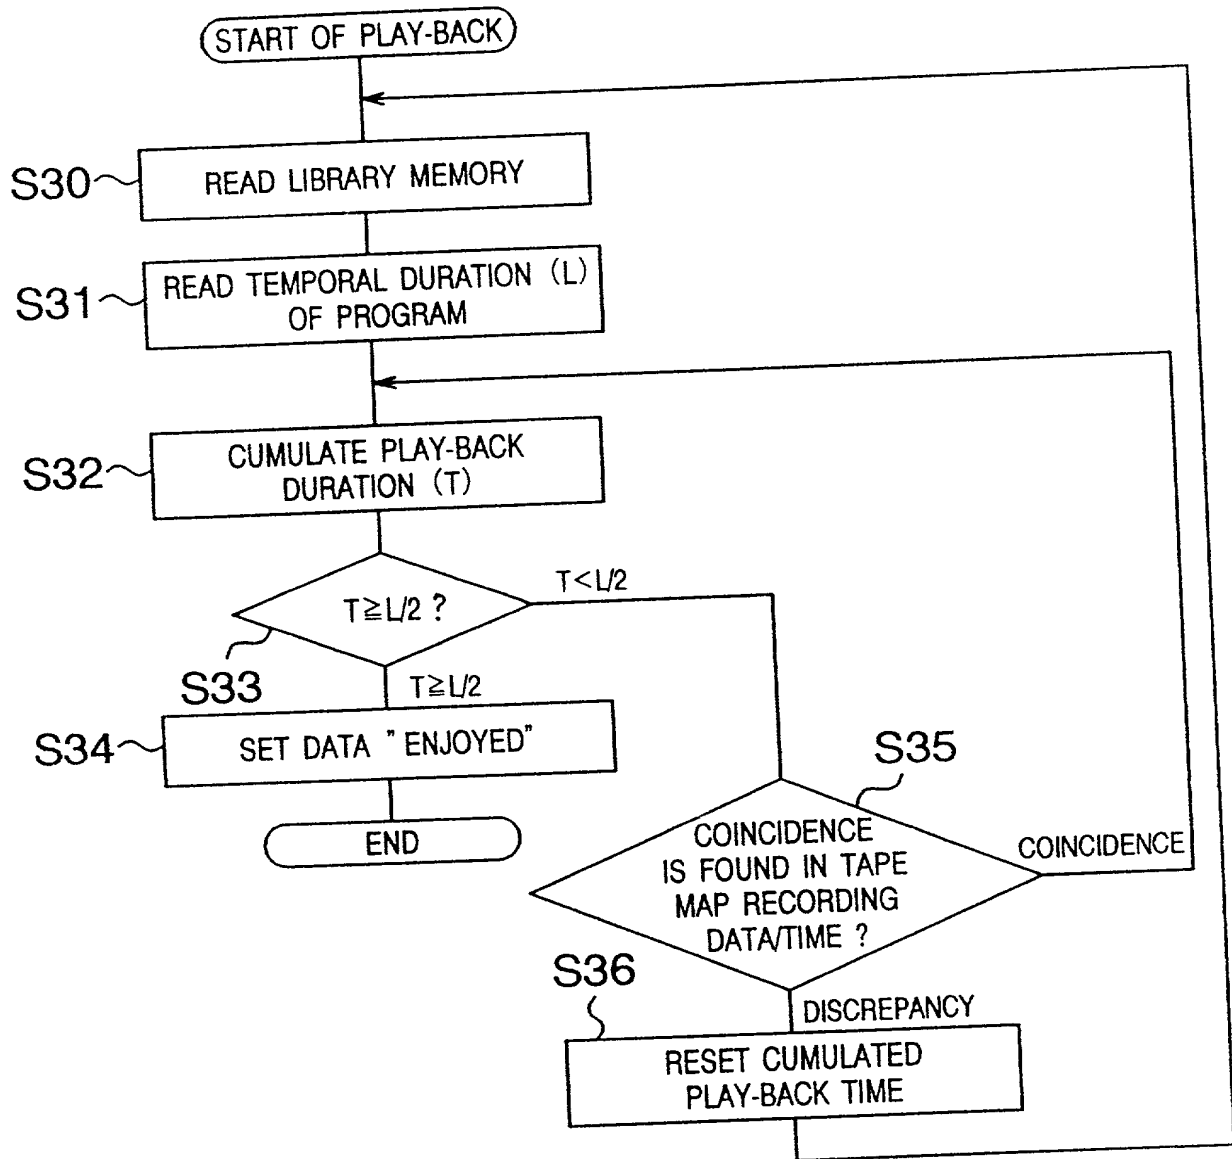 START OF PLAY-BACK
S30
READ LIBRARY MEMORY
S31
READ TEMPORAL DURATION (L)
OF PROGRAM
S32
CUMULATE PLAY-BACK
DURATION (T)
T≧L/2 ?
T<L/2
S33
T≧L/2
S34
SET DATA " ENJOYED"
END
S35
COINCIDENCE
IS FOUND IN TAPE
MAP RECORDING
DATA/TIME ?
COINCIDENCE
S36
DISCREPANCY
RESET CUMULATED
PLAY-BACK TIME